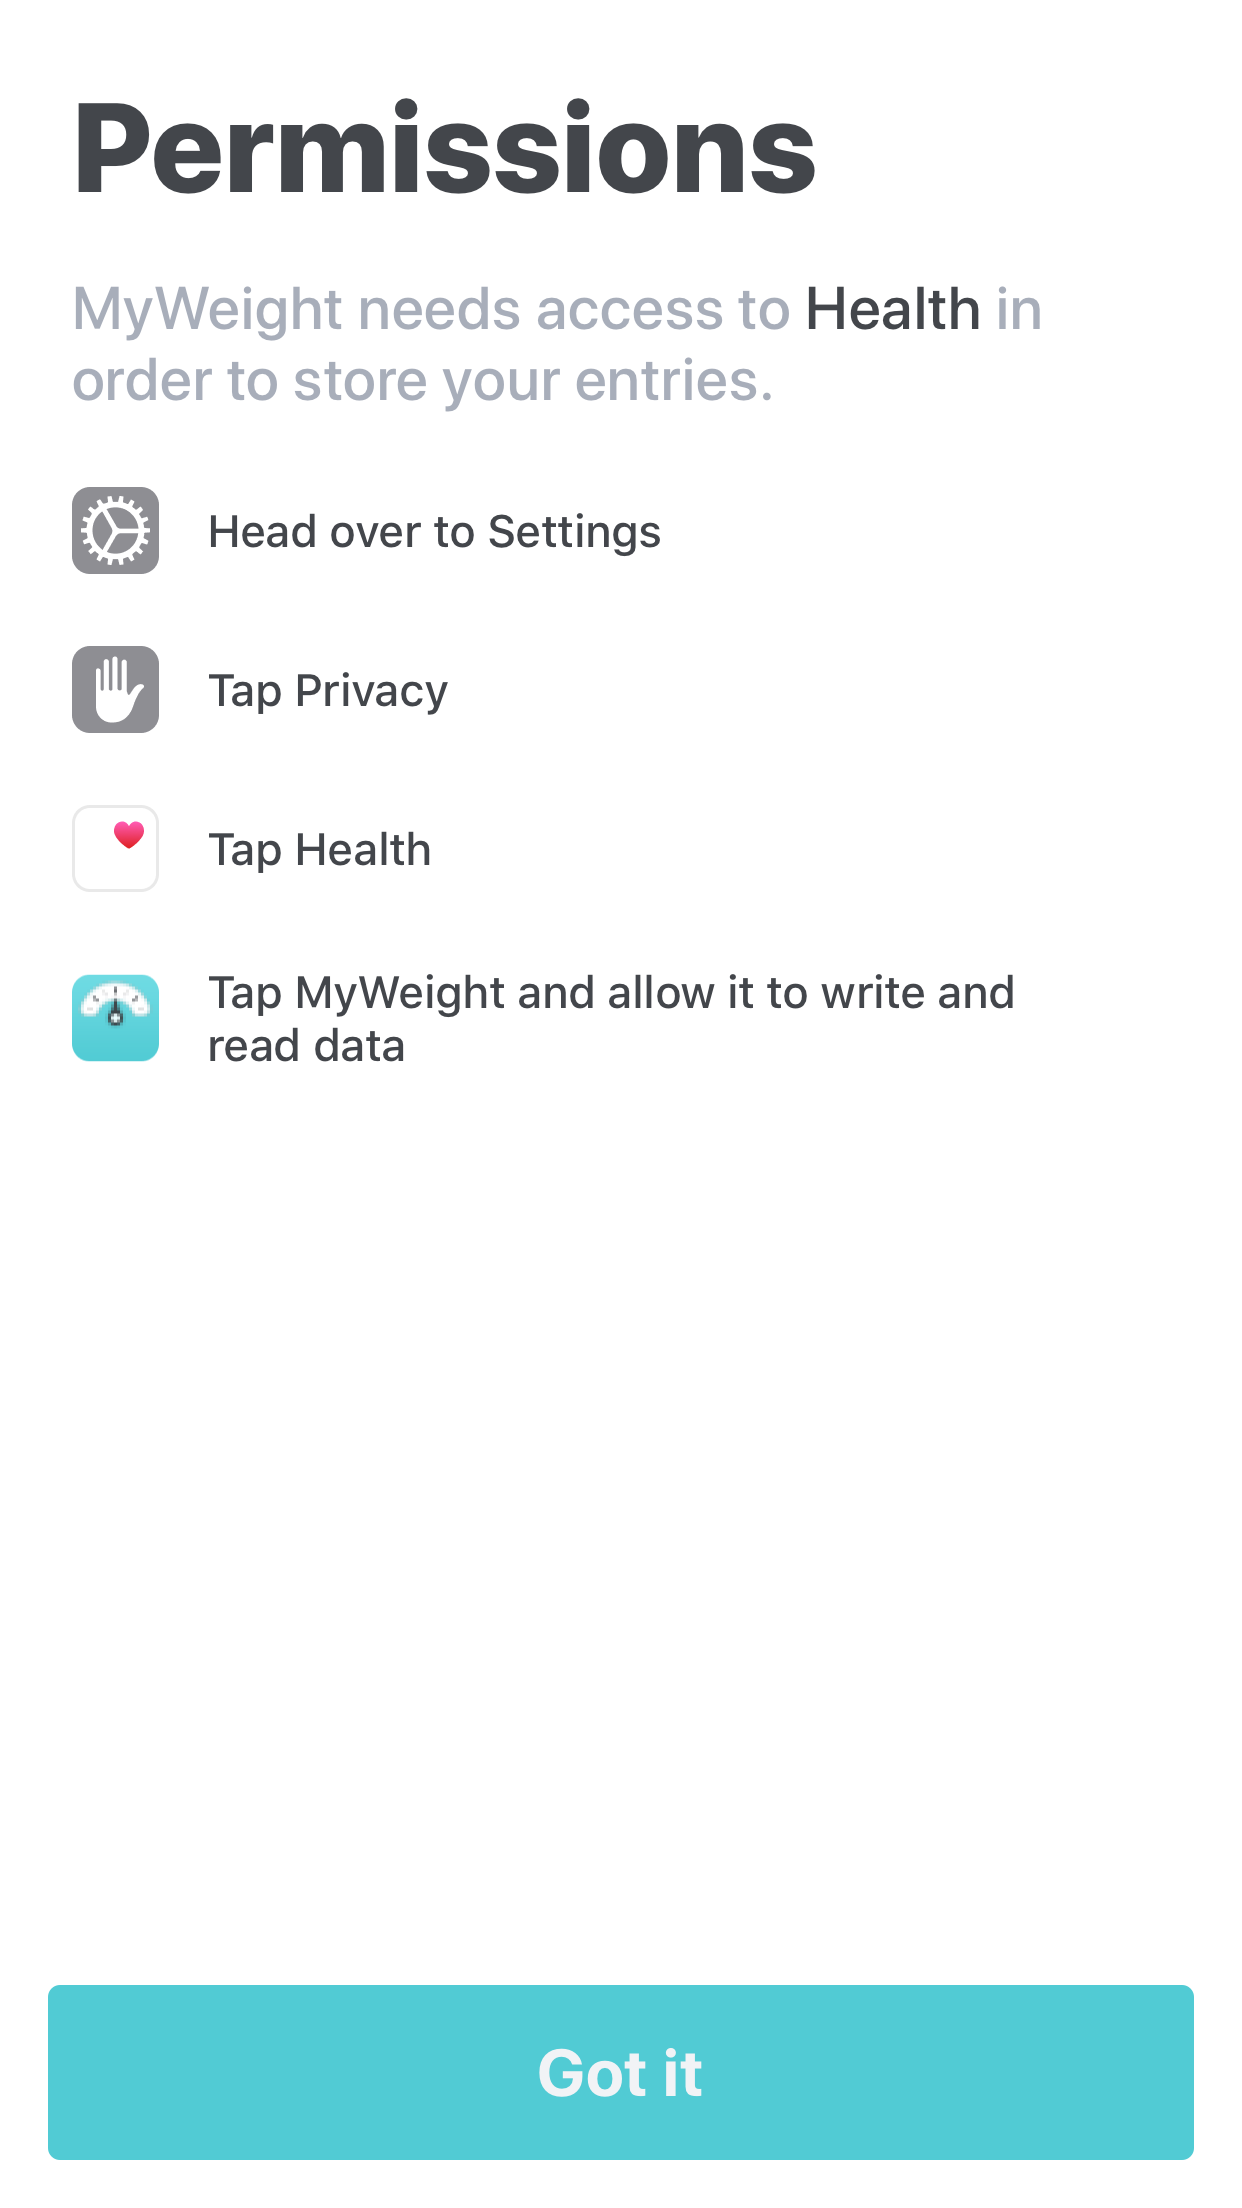 Permissions
MyWeight needs access to Health in
order to store your entries.
Head over to Settings
Tap Privacy
Tap Health
Tap MyWeight and allow it to write and
read data
Got it